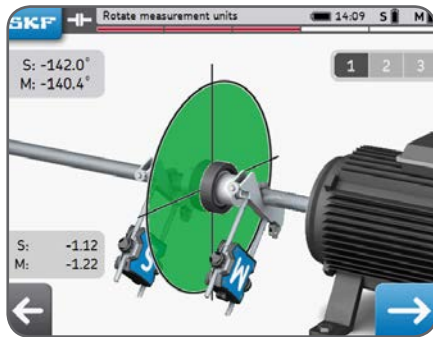 SKF Rotate measurement units 14:09 S M
S: -142.0°
M: -140.4°
1 2 3
S M
S: -1.12
M: -1.22